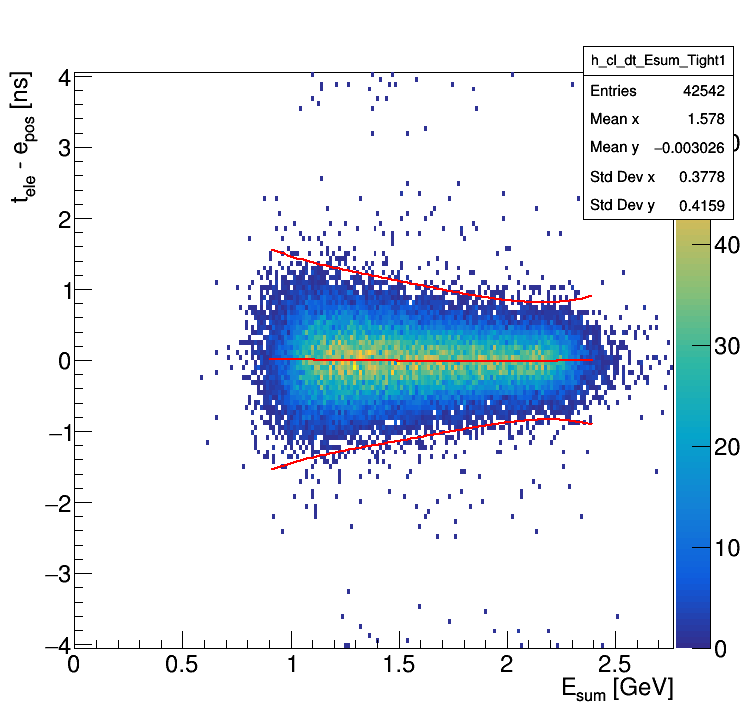 h_cl_dt_Esum_Tight1
Entries 42542
Mean x 1.578
Mean y −0.003026
Std Dev x 0.3778
Std Dev y 0.4159
t_ele - e_pos [ns]
4
3
2
1
0
−1
−2
−3
−4
0 0.5 1 1.5 2 2.5
E_sum [GeV]
40
30
20
10
0